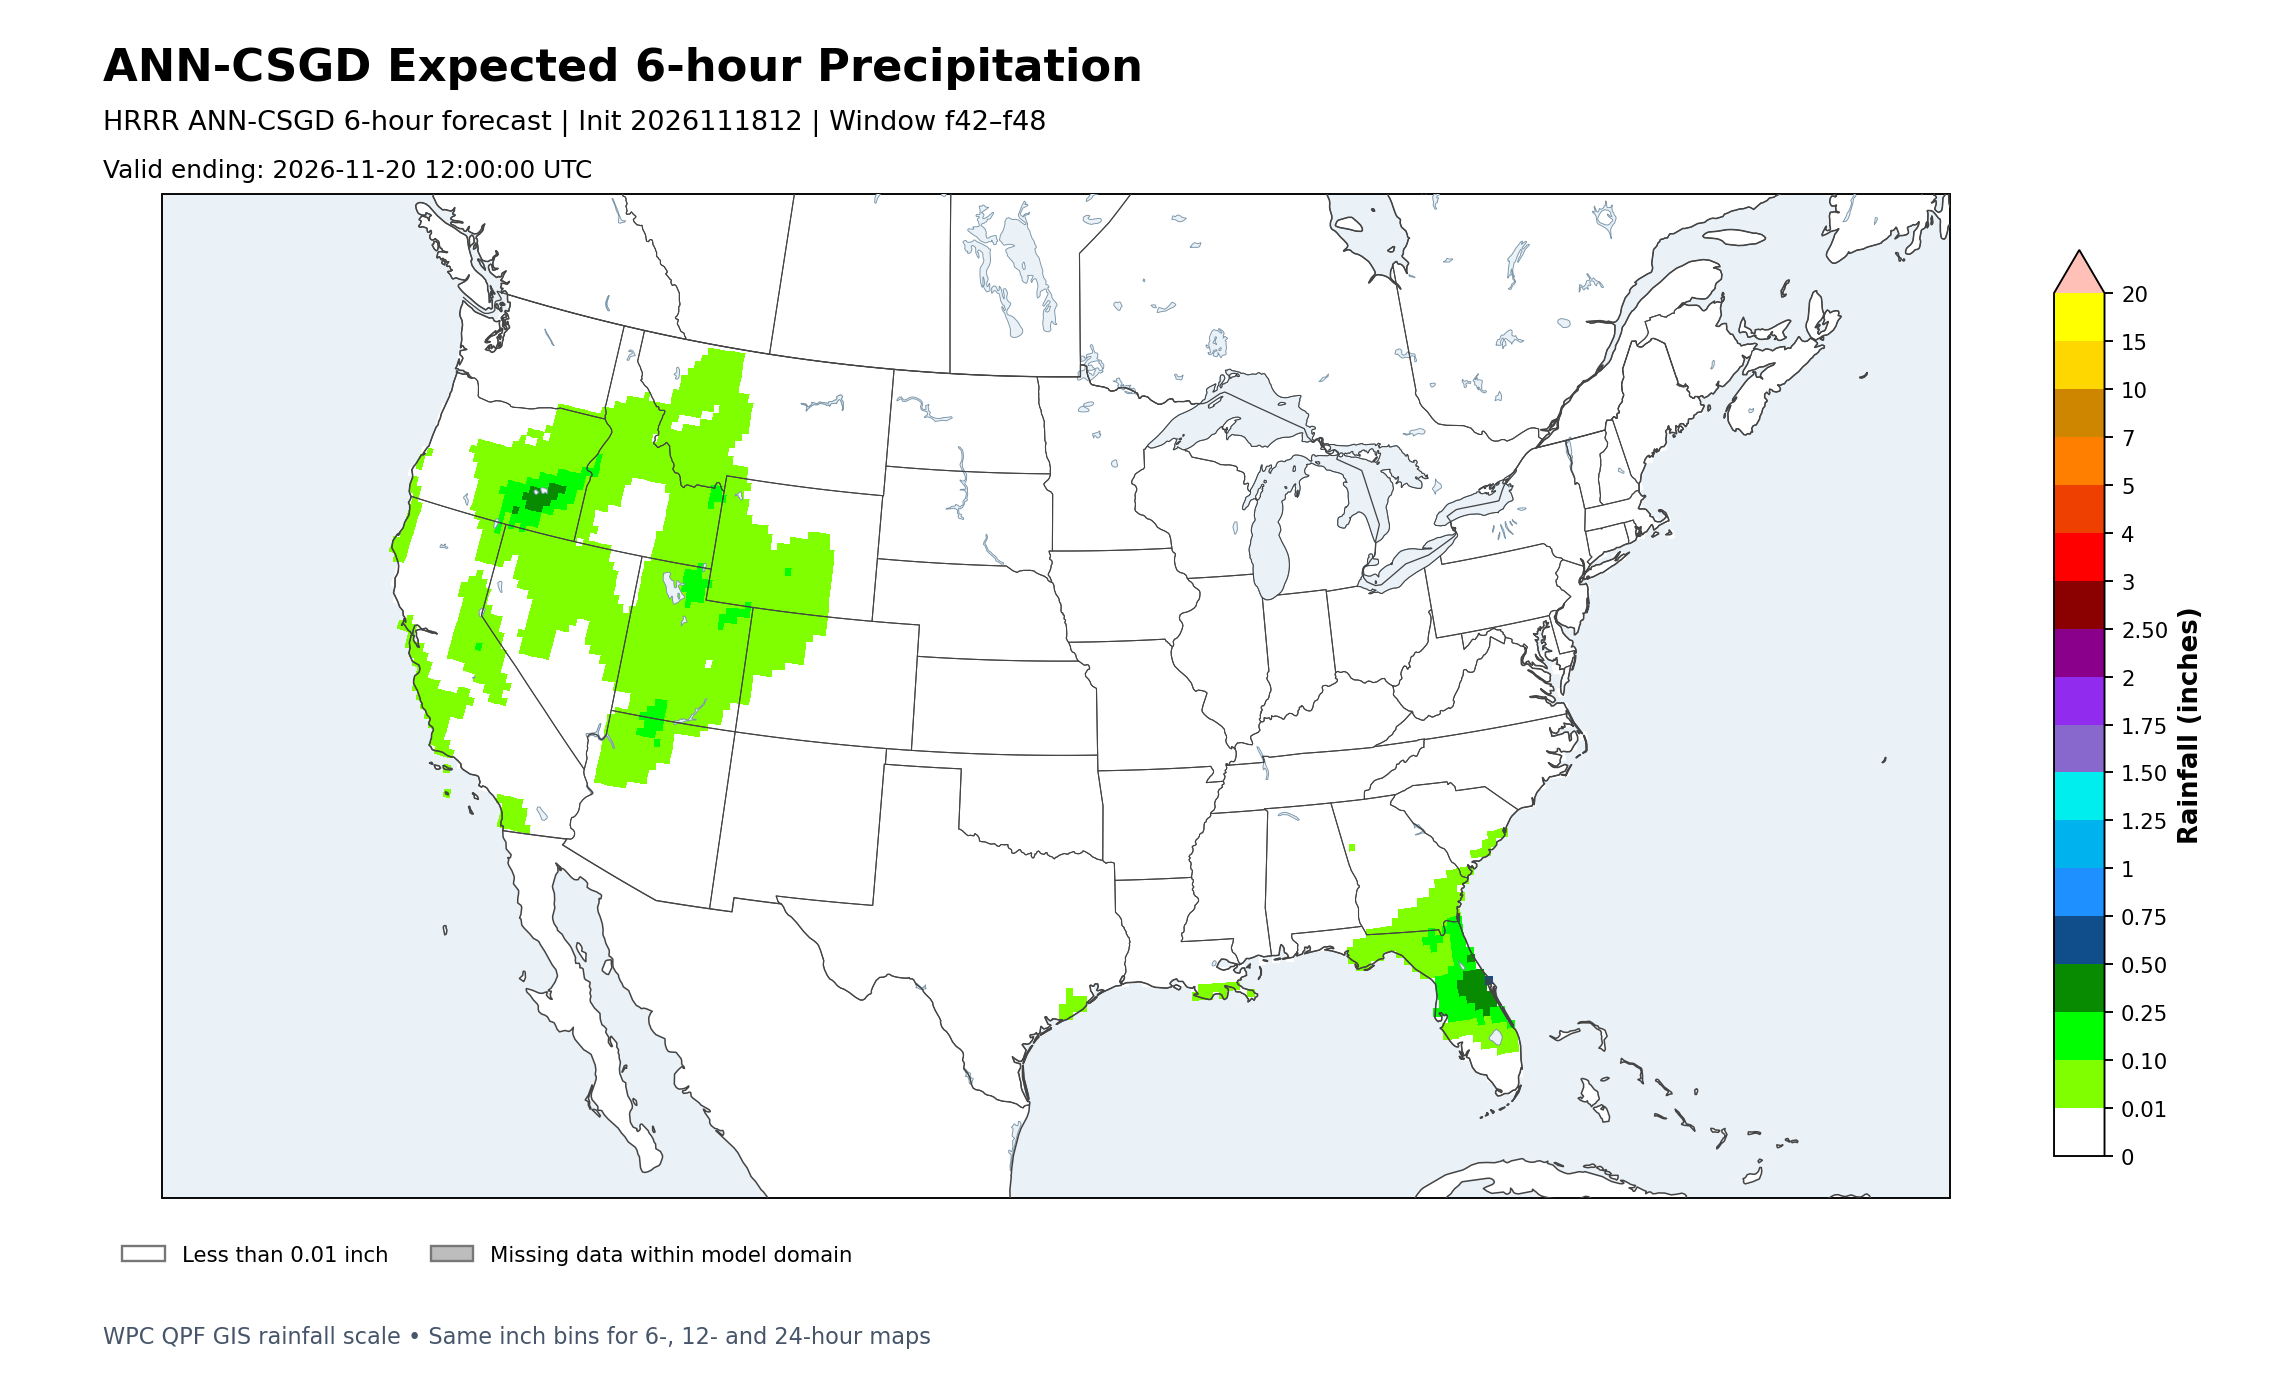 ANN-CSGD Expected 6-hour Precipitation
HRRR ANN-CSGD 6-hour forecast | Init 2026111812 | Window f42–f48
Valid ending: 2026-11-20 12:00:00 UTC
20
15
10
7
5
4
3
2.50
2
1.75
1.50
1.25
1
0.75
0.50
0.25
0.10
0.01
0
Rainfall (inches)
Less than 0.01 inch
Missing data within model domain
WPC QPF GIS rainfall scale • Same inch bins for 6-, 12- and 24-hour maps